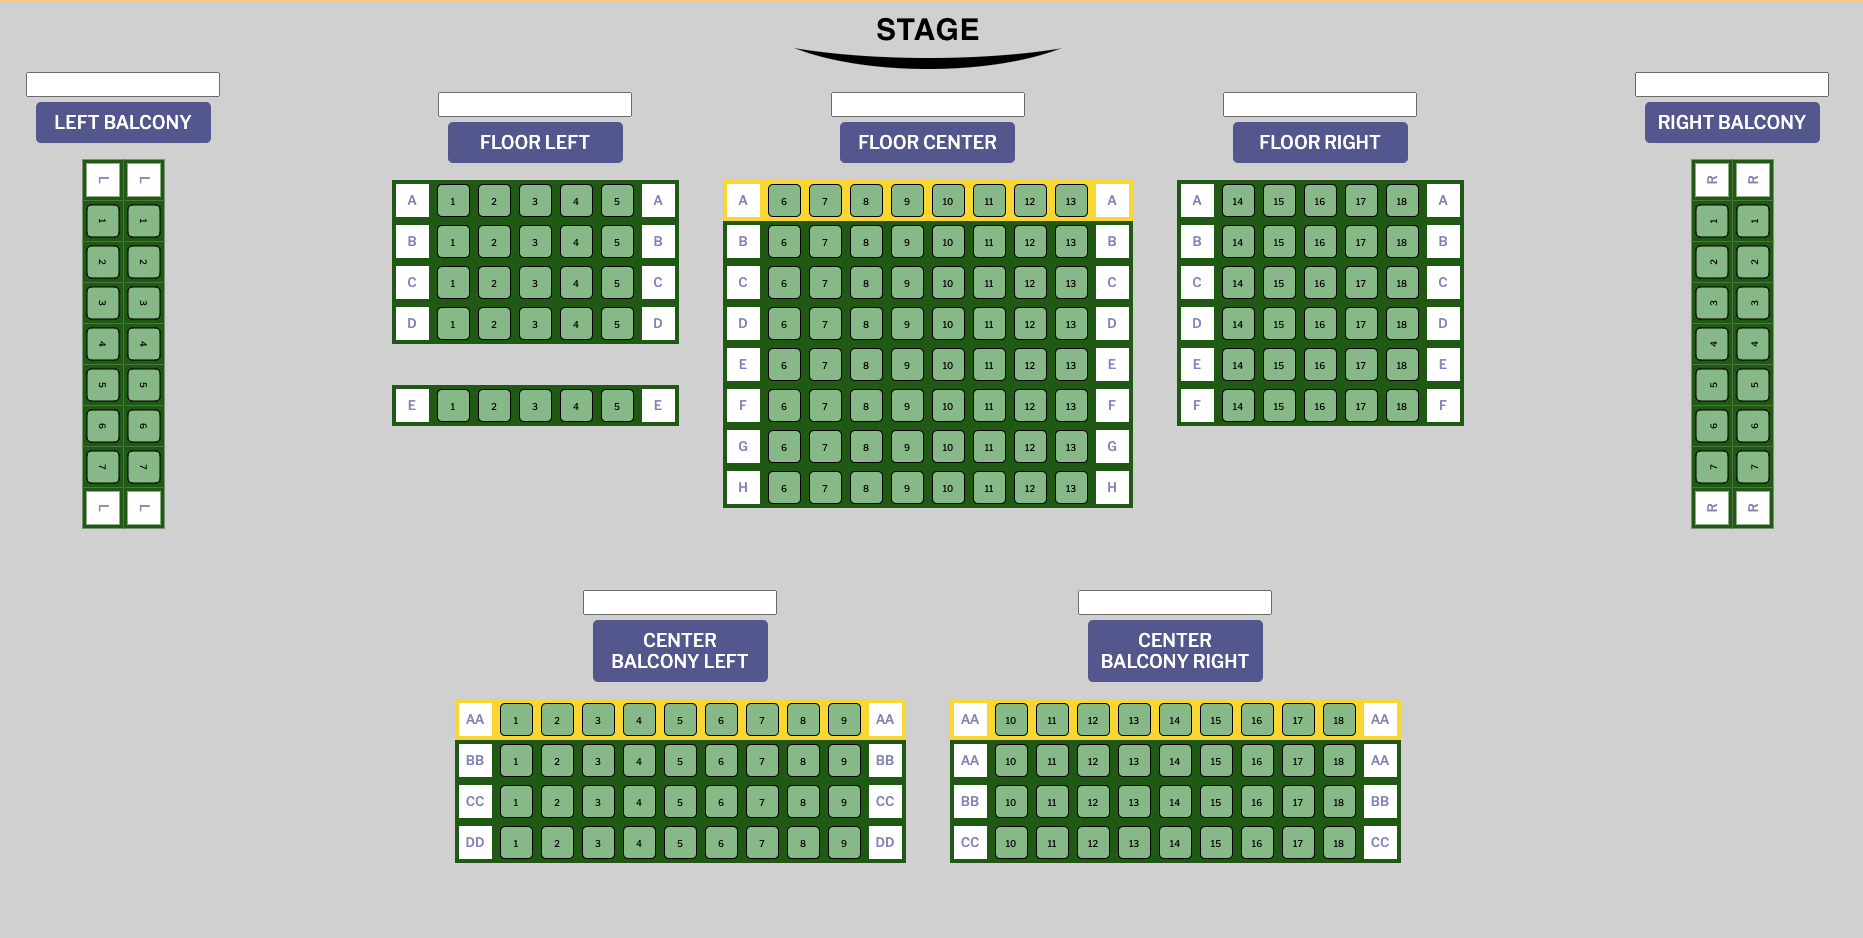 STAGE
LEFT BALCONY
L L
1 1
2 2
3 3
4 4
5 5
6 6
7 7
L L
FLOOR LEFT
A 1 2 3 4 5 A
B 1 2 3 4 5 B
C 1 2 3 4 5 C
D 1 2 3 4 5 D
E 1 2 3 4 5 E
FLOOR CENTER
A 6 7 8 9 10 11 12 13 A
B 6 7 8 9 10 11 12 13 B
C 6 7 8 9 10 11 12 13 C
D 6 7 8 9 10 11 12 13 D
E 6 7 8 9 10 11 12 13 E
F 6 7 8 9 10 11 12 13 F
G 6 7 8 9 10 11 12 13 G
H 6 7 8 9 10 11 12 13 H
FLOOR RIGHT
A 14 15 16 17 18 A
B 14 15 16 17 18 B
C 14 15 16 17 18 C
D 14 15 16 17 18 D
E 14 15 16 17 18 E
F 14 15 16 17 18 F
RIGHT BALCONY
R R
1 1
2 2
3 3
4 4
5 5
6 6
7 7
R R
CENTER
BALCONY LEFT
AA 1 2 3 4 5 6 7 8 9 AA
BB 1 2 3 4 5 6 7 8 9 BB
CC 1 2 3 4 5 6 7 8 9 CC
DD 1 2 3 4 5 6 7 8 9 DD
CENTER
BALCONY RIGHT
AA 10 11 12 13 14 15 16 17 18 AA
AA 10 11 12 13 14 15 16 17 18 AA
BB 10 11 12 13 14 15 16 17 18 BB
CC 10 11 12 13 14 15 16 17 18 CC